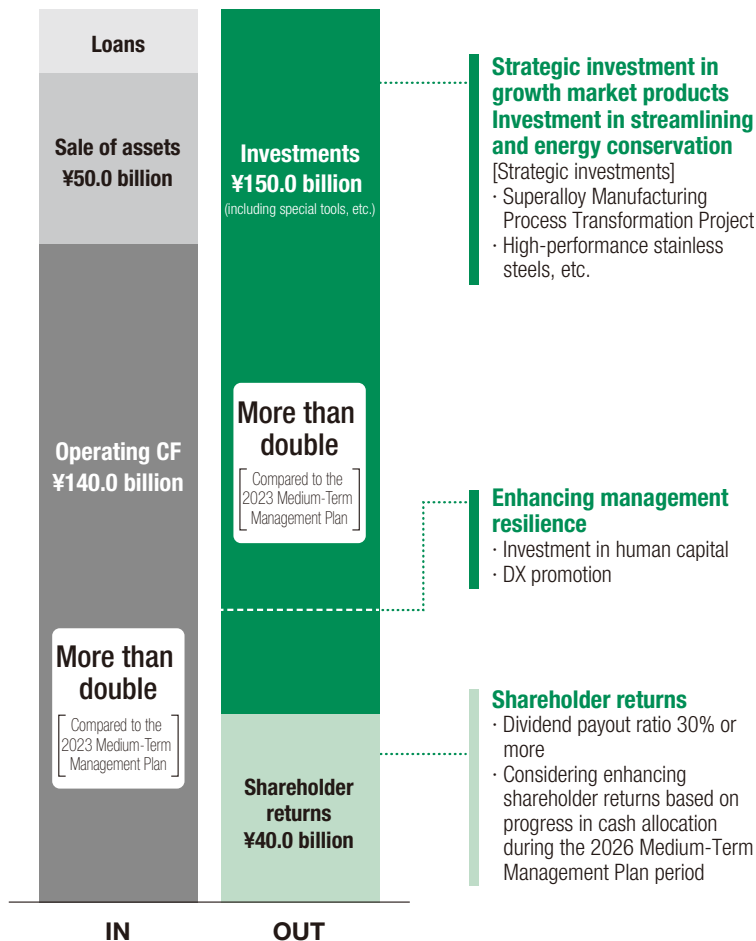 Loans
Sale of assets
¥50.0 billion
Operating CF
¥140.0 billion
More than
double
Compared to the
2023 Medium-Term
Management Plan
IN
Investments
¥150.0 billion
(including special tools, etc.)
More than
double
Compared to the
2023 Medium-Term
Management Plan
Shareholder
returns
¥40.0 billion
OUT
Strategic investment in
growth market products
Investment in streamlining
and energy conservation
[Strategic investments]
· Superalloy Manufacturing
Process Transformation Project
· High-performance stainless
steels, etc.
Enhancing management
resilience
· Investment in human capital
· DX promotion
Shareholder returns
· Dividend payout ratio 30% or
more
· Considering enhancing
shareholder returns based on
progress in cash allocation
during the 2026 Medium-Term
Management Plan period